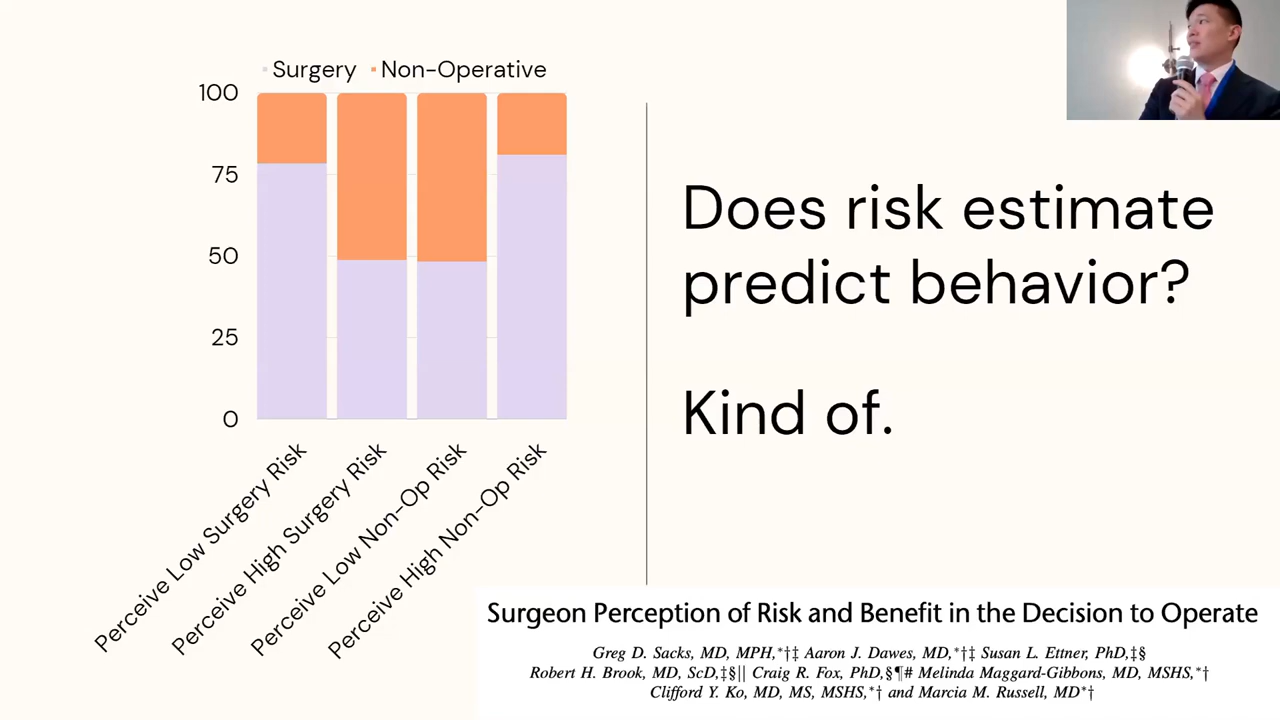 Surgery Non-Operative
100
75
50
25
0
Perceive Low Surgery Risk
Perceive High Surgery Risk
Perceive Low Non-Op Risk
Perceive High Non-Op Risk
Does risk estimate
predict behavior?
Kind of.
Surgeon Perception of Risk and Benefit in the Decision to Operate
Greg D. Sacks, MD, MPH,*†‡ Aaron J. Dawes, MD,*†‡ Susan L. Ettner, PhD,‡§
Robert H. Brook, MD, ScD,‡§|| Craig R. Fox, PhD,§¶# Melinda Maggard-Gibbons, MD, MSHS,*†
Clifford Y. Ko, MD, MS, MSHS,*† and Marcia M. Russell, MD*†